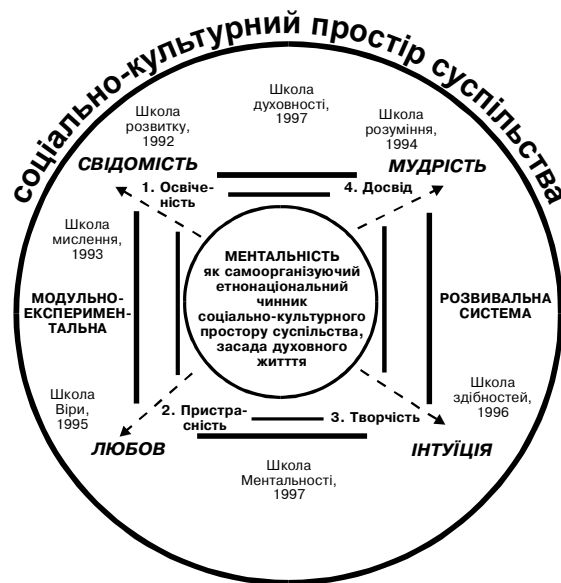 соціально-культурний простір суспільства
Школа
духовності,
1997
Школа
розвитку, 1992
Школа
розуміння,
1994
СВІДОМІСТЬ
МУДРІСТЬ
1. Освіче-
ність
4. Досвід
Школа
мислення,
1993
МЕНТАЛЬНІСТЬ
як самоорганізуючий
етнонаціональний
чинник
соціально-культурного
простору суспільства,
засада духовного
житття
МОДУЛЬНО-
ЕКСПЕРИМЕН-
ТАЛЬНА
РОЗВИВАЛЬНА
СИСТЕМА
Школа
Віри,
1995
Школа
здібностей,
1996
2. Пристра-
сність
3. Творчість
ЛЮБОВ
ІНТУЇЦІЯ
Школа
Ментальності,
1997